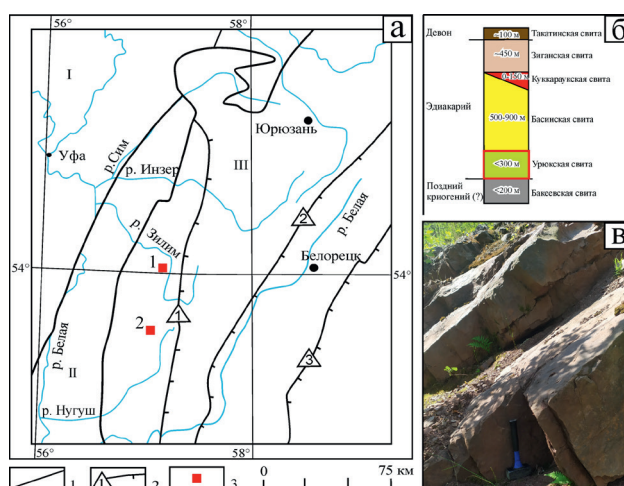 а
56°
58°
I
Юрюзань
Уфа
р.Сим
III
р. Инзер
2
р. Белая
р. Зилим
54°
1
Белорецк
54°
1
2
3
р. Белая
II
р. Нугуш
56°
58°
1
1
2
3
0
75 км
б
Девон
~100 м
Такатинская свита
~450 м
Зиганская свита
0-180 м
Куккараукская свита
Эдиакарий
500-900 м
Басинская свита
<300 м
Урюкская свита
Поздний
криогений (?)
<200 м
Бакеевская свита
в